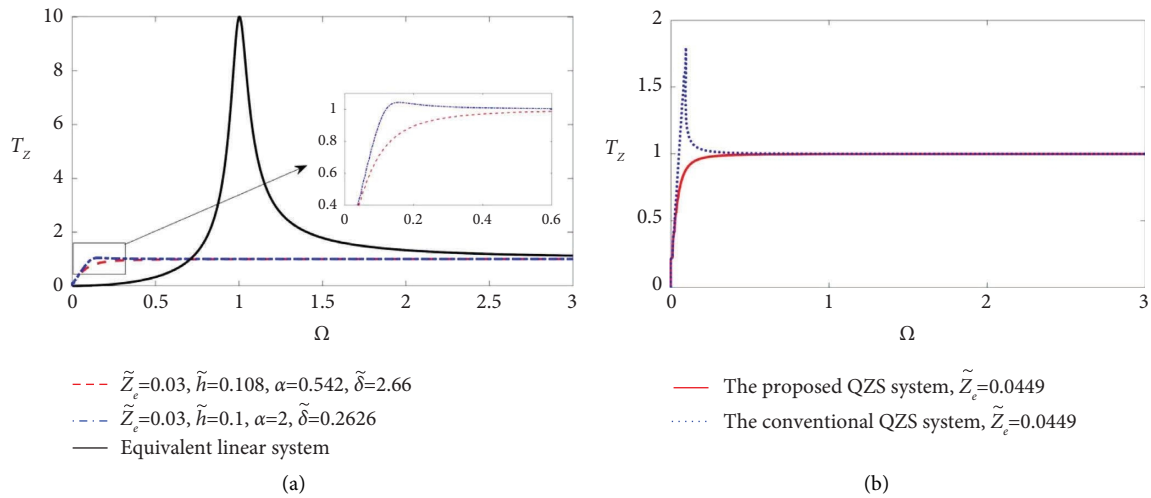 10
8
6
T_Z
4
2
0
0 0.5 1 1.5 2 2.5 3
Ω
1
0.8
0.6
0.4
0 0.2 0.4 0.6
Z̃_e=0.03, h̃=0.108, α=0.542, δ̃=2.66
Z̃_e=0.03, h̃=0.1, α=2, δ̃=0.2626
Equivalent linear system
(a)
2
1.5
T_Z
1
0.5
0
0 1 2 3
Ω
The proposed QZS system, Z̃_e=0.0449
The conventional QZS system, Z̃_e=0.0449
(b)